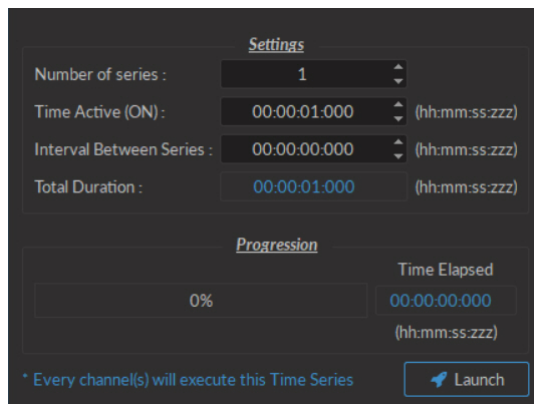 Settings
Number of series : 1
Time Active (ON) : 00:00:01:000 (hh:mm:ss:zzz)
Interval Between Series : 00:00:00:000 (hh:mm:ss:zzz)
Total Duration : 00:00:01:000 (hh:mm:ss:zzz)
Progression
Time Elapsed
0% 00:00:00:000
(hh:mm:ss:zzz)
* Every channel(s) will execute this Time Series Launch